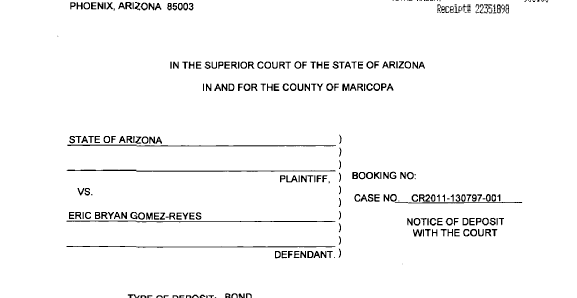 PHOENIX, ARIZONA 85003
Receipt# 22351898
IN THE SUPERIOR COURT OF THE STATE OF ARIZONA
IN AND FOR THE COUNTY OF MARICOPA
STATE OF ARIZONA )
)
)
PLAINTIFF, )
BOOKING NO:
VS. )
CASE NO. CR2011-130797-001
)
ERIC BRYAN GOMEZ-REYES )
NOTICE OF DEPOSIT
)
WITH THE COURT
)
DEFENDANT. )
TYPE OF DEPOSIT: BOND